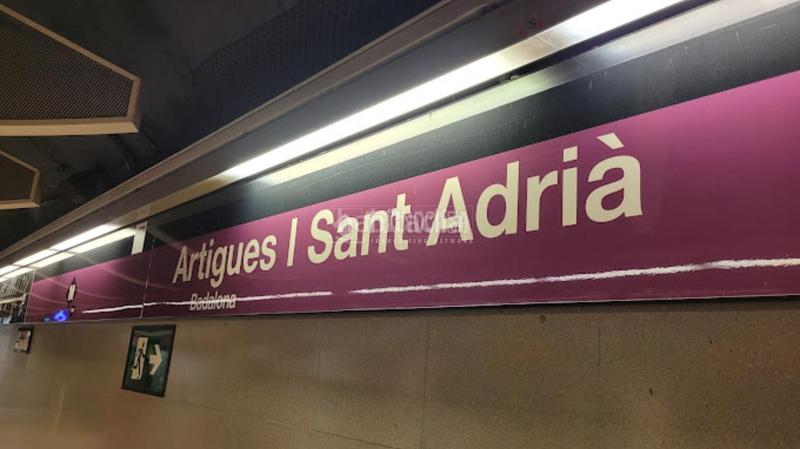 Artigues | Sant Adrià
Badalona